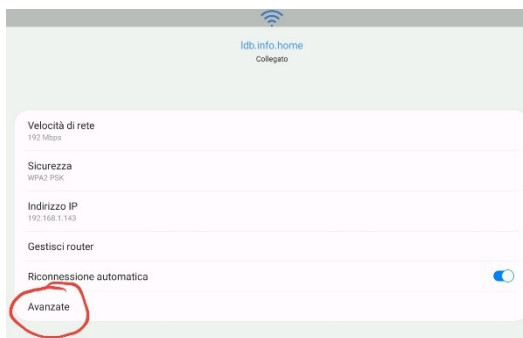 ldb.info.home
Collegato
Velocità di rete
192 Mbps
Sicurezza
WPA2 PSK
Indirizzo IP
192.168.1.143
Gestisci router
Riconnessione automatica
Avanzate